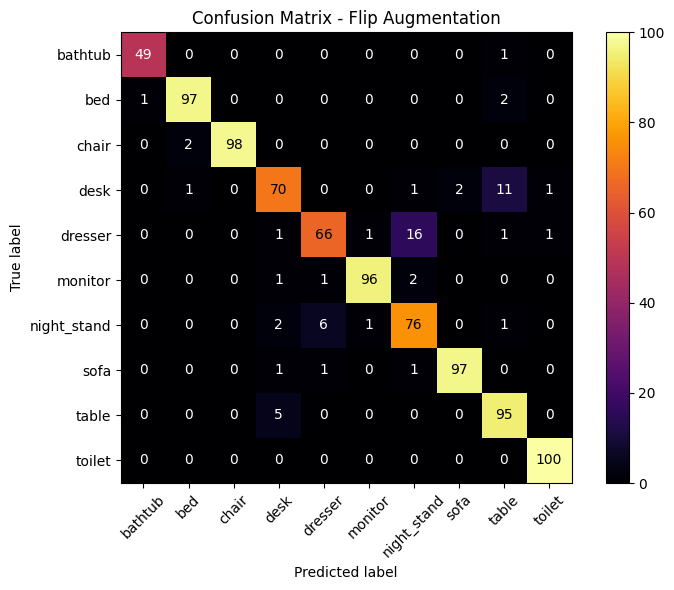 Confusion Matrix - Flip Augmentation
True label
bathtub 49 0 0 0 0 0 0 0 1 0
bed 1 97 0 0 0 0 0 0 2 0
chair 0 2 98 0 0 0 0 0 0 0
desk 0 1 0 70 0 0 1 2 11 1
dresser 0 0 0 1 66 1 16 0 1 1
monitor 0 0 0 1 1 96 2 0 0 0
night_stand 0 0 0 2 6 1 76 0 1 0
sofa 0 0 0 1 1 0 1 97 0 0
table 0 0 0 5 0 0 0 0 95 0
toilet 0 0 0 0 0 0 0 0 0 100
bathtub bed chair desk dresser monitor night_stand sofa table toilet
Predicted label
100
80
60
40
20
0